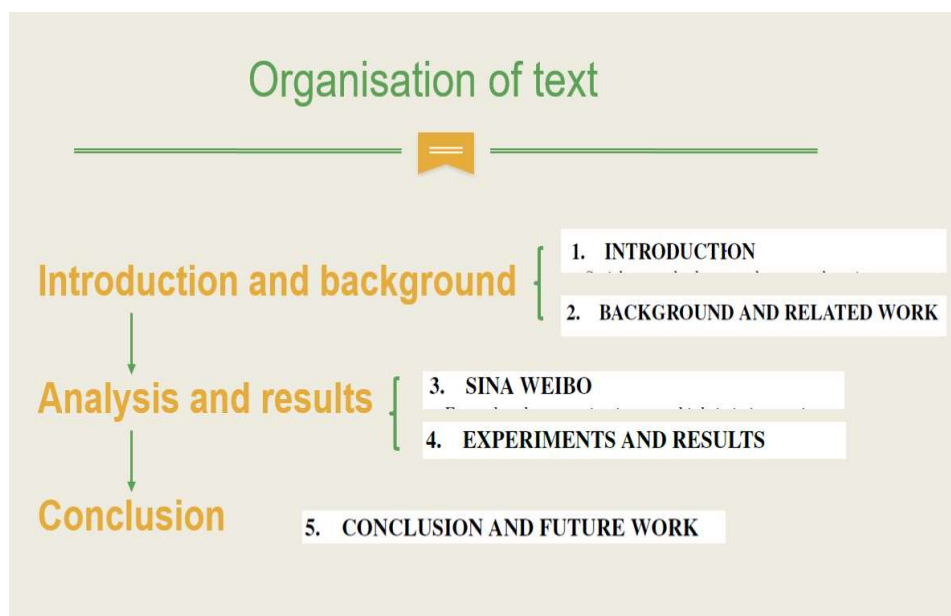 Organisation of text
Introduction and background
1. INTRODUCTION
2. BACKGROUND AND RELATED WORK
Analysis and results
3. SINA WEIBO
4. EXPERIMENTS AND RESULTS
Conclusion
5. CONCLUSION AND FUTURE WORK